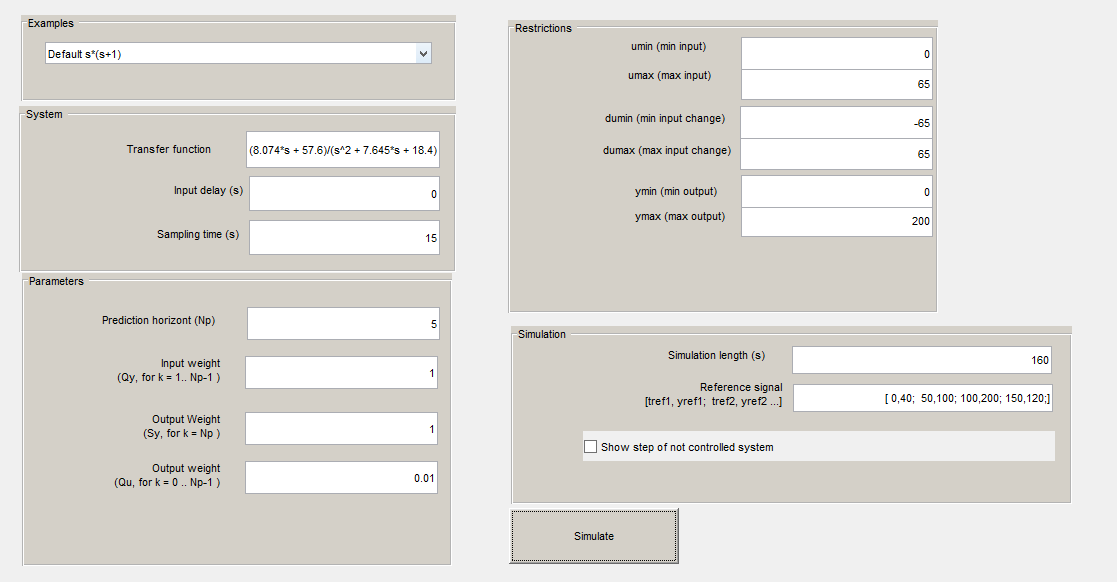 Examples
Default s*(s+1)
System
Transfer function
(8.074*s + 57.6)/(s^2 + 7.645*s + 18.4)
Input delay (s)
0
Sampling time (s)
15
Parameters
Prediction horizont (Np)
5
Input weight
(Qy, for k = 1.. Np-1 )
1
Output Weight
(Sy, for k = Np )
1
Output weight
(Qu, for k = 0 .. Np-1 )
0.01
Restrictions
umin (min input)
0
umax (max input)
65
dumin (min input change)
-65
dumax (max input change)
65
ymin (min output)
0
ymax (max output)
200
Simulation
Simulation length (s)
160
Reference signal
[tref1, yref1; tref2, yref2 ...]
[ 0,40; 50,100; 100,200; 150,120;]
Show step of not controlled system
Simulate